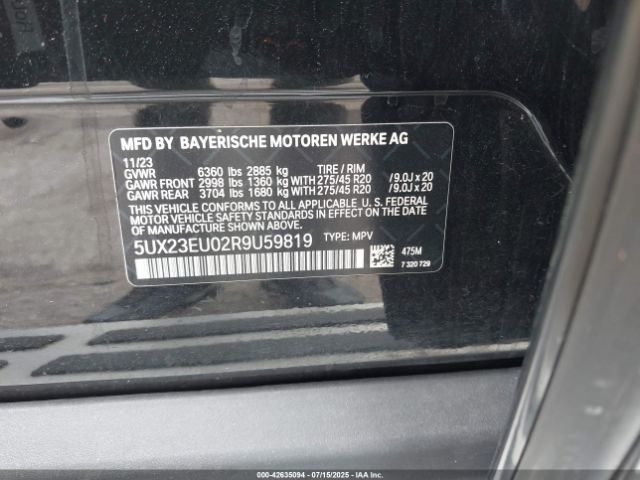 MFD BY BAYERISCHE MOTOREN WERKE AG
11/23
GVWR 6360 lbs 2885 kg TIRE / RIM
GAWR FRONT 2998 lbs 1360 kg WITH 275/45 R20 / 9.0J x 20
GAWR REAR 3704 lbs 1680 kg WITH 275/45 R20 / 9.0J x 20
THIS VEHICLE CONFORMS TO ALL APPLICABLE U. S. FEDERAL
MOTOR VEHICLE SAFETY STANDARDS IN EFFECT ON THE DATE OF
MANUFACTURE SHOWN ABOVE.
5UX23EU02R9U59819 TYPE: MPV
475M
7 320 729
000-42635094 | 07/15/2025 | IAAI.COM